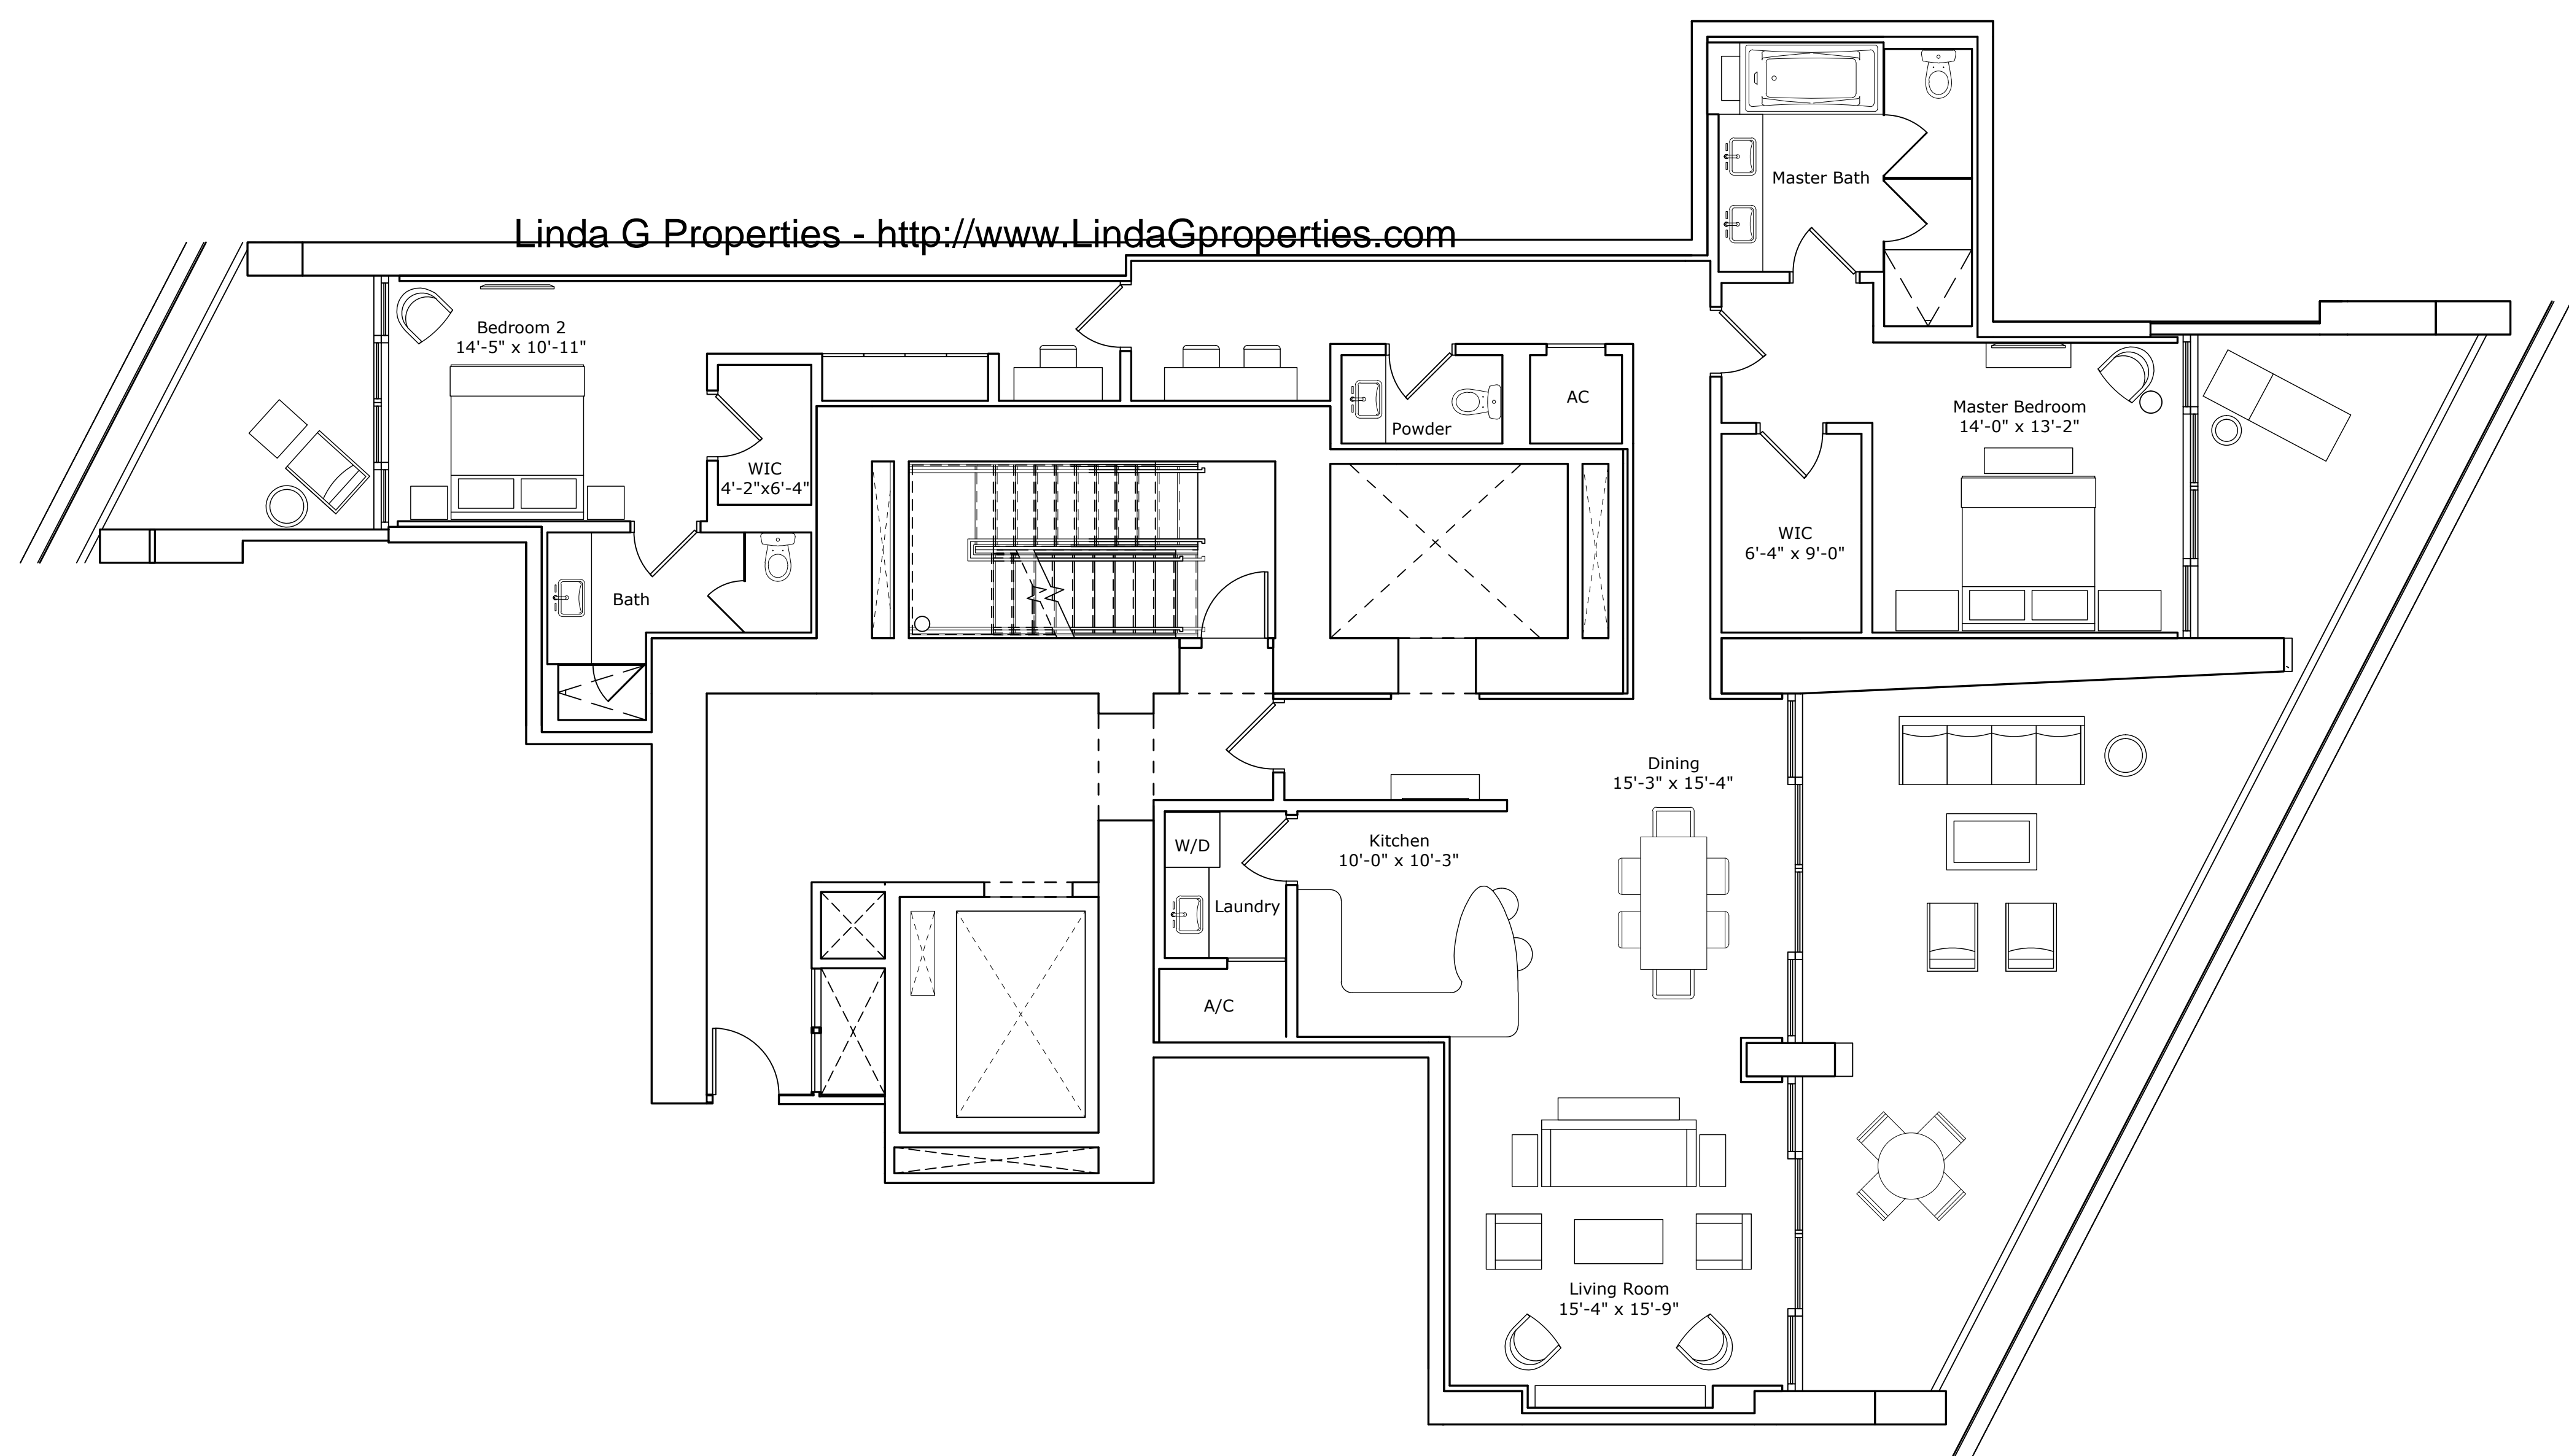 Master Bath
Linda G Properties - http://www.LindaGproperties.com
Bedroom 2
14'-5" x 10'-11"
AC
Master Bedroom
14'-0" x 13'-2"
Powder
WIC
4'-2"x6'-4"
WIC
6'-4" x 9'-0"
Bath
Dining
15'-3" x 15'-4"
W/D
Kitchen
10'-0" x 10'-3"
Laundry
A/C
Living Room
15'-4" x 15'-9"